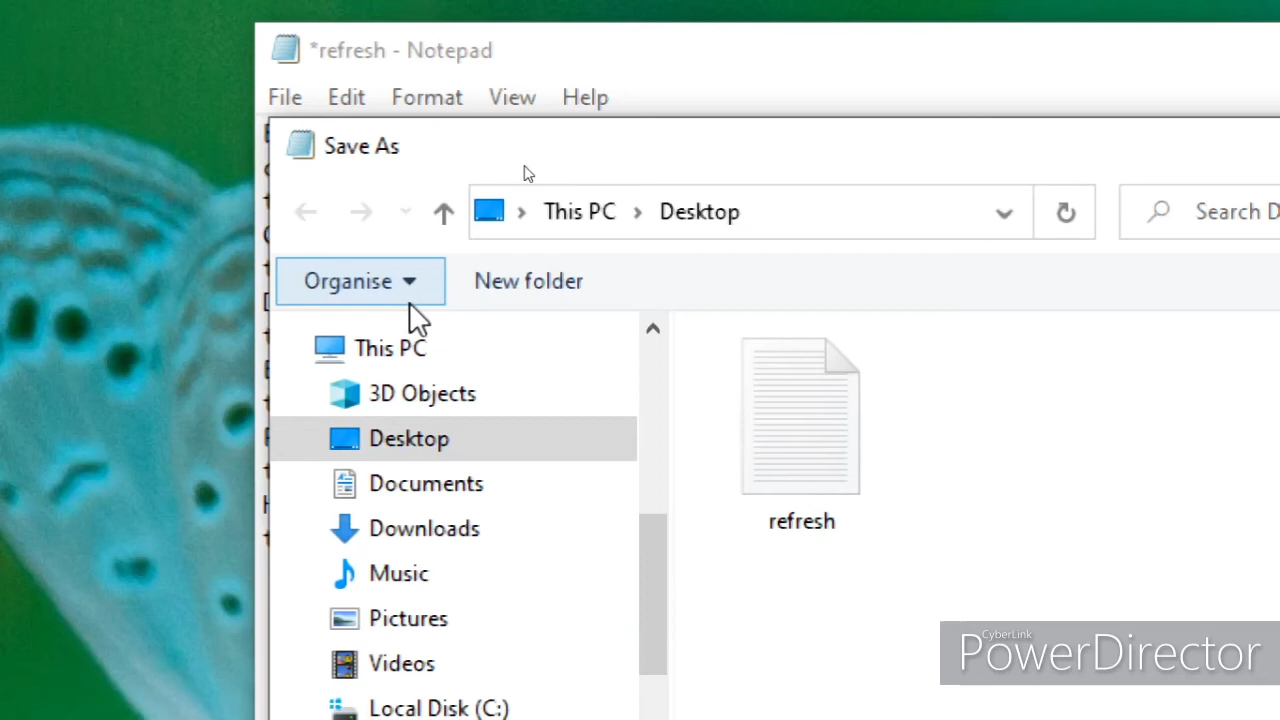 *refresh - Notepad
File Edit Format View Help
Save As
This PC › Desktop
Search D
Organise New folder
This PC
3D Objects
Desktop
Documents
Downloads
Music
Pictures
Videos
Local Disk (C:)
refresh
CyberLink
PowerDirector